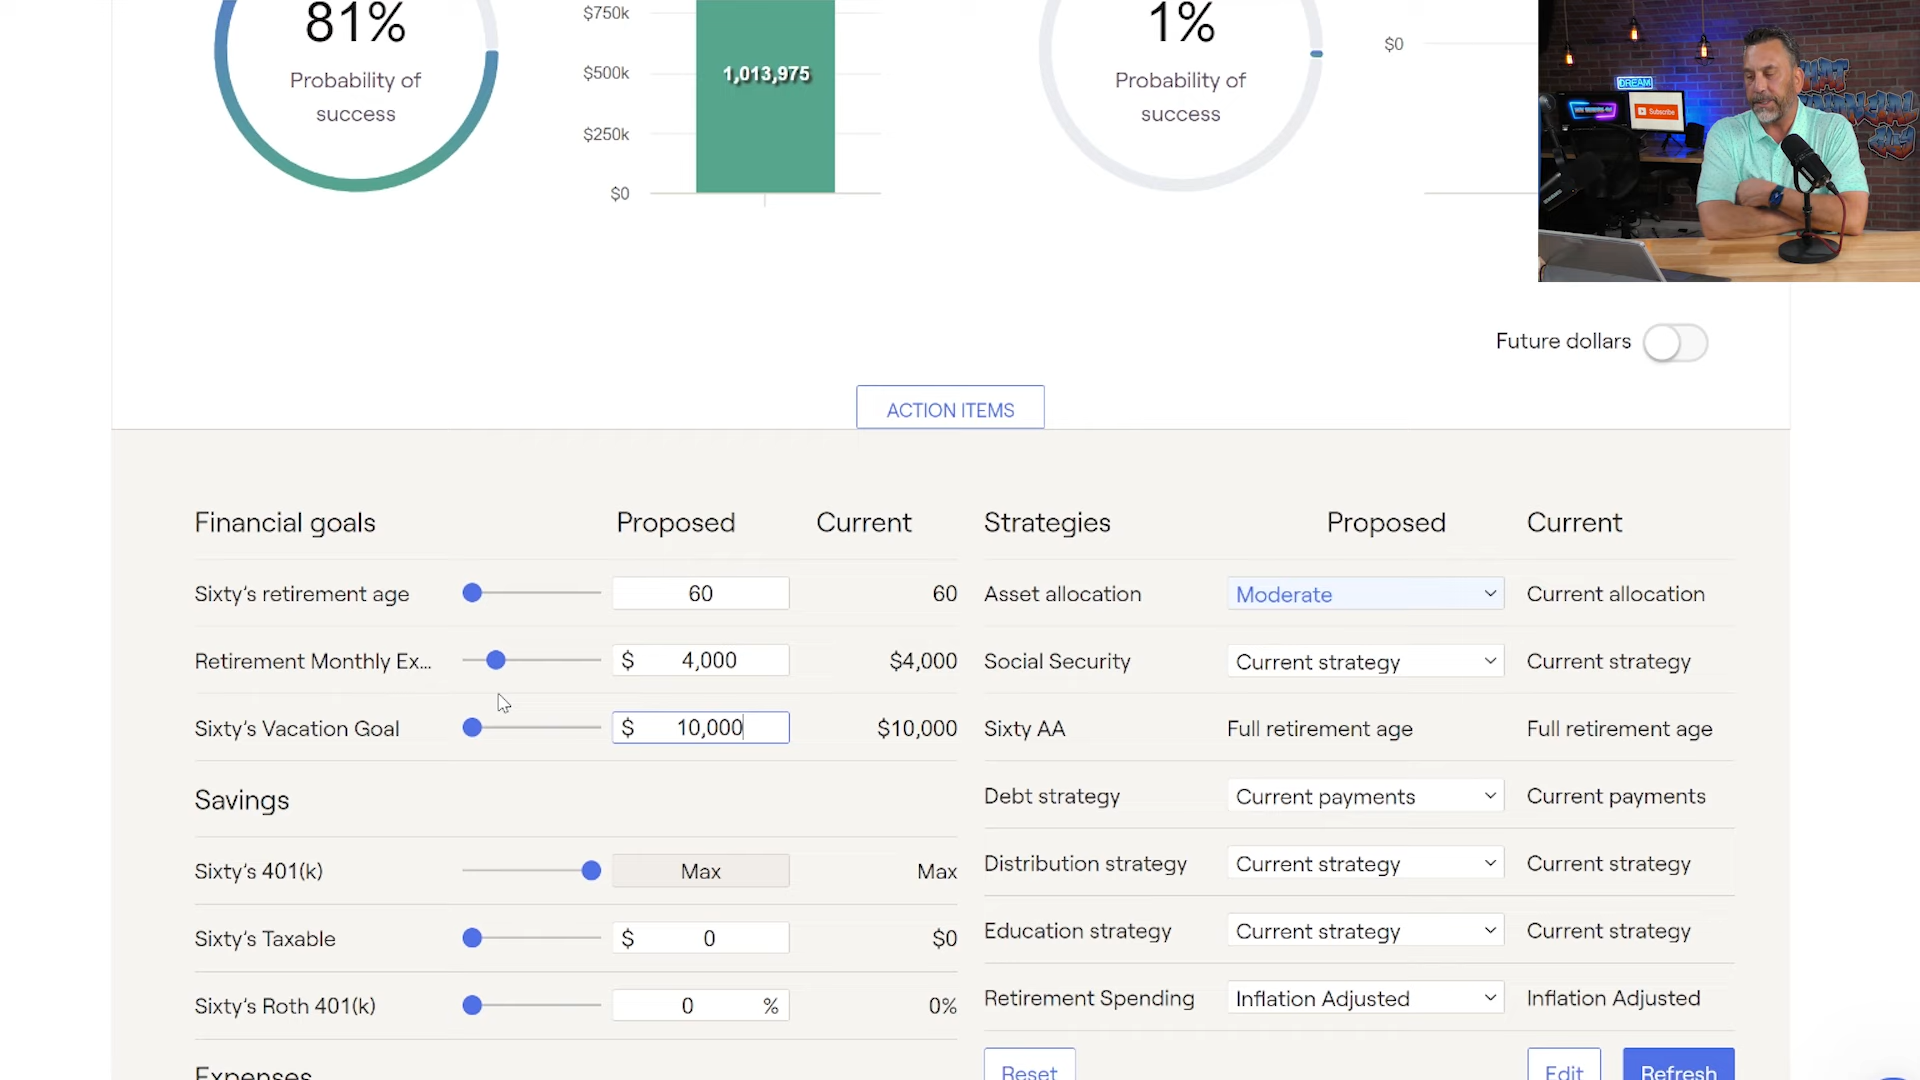 81%
Probability of
success
$750k
$500k
$250k
$0
1,013,975
1%
Probability of
success
$0
DREAM
Subscribe
Future dollars
ACTION ITEMS
Financial goals Proposed Current
Sixty's retirement age 60 60
Retirement Monthly Ex... $ 4,000 $4,000
Sixty's Vacation Goal $ 10,000 $10,000
Savings
Sixty's 401(k) Max Max
Sixty's Taxable $ 0 $0
Sixty's Roth 401(k) 0 % 0%
Expenses
Strategies Proposed Current
Asset allocation Moderate Current allocation
Social Security Current strategy Current strategy
Sixty AA Full retirement age Full retirement age
Debt strategy Current payments Current payments
Distribution strategy Current strategy Current strategy
Education strategy Current strategy Current strategy
Retirement Spending Inflation Adjusted Inflation Adjusted
Reset Edit Refresh